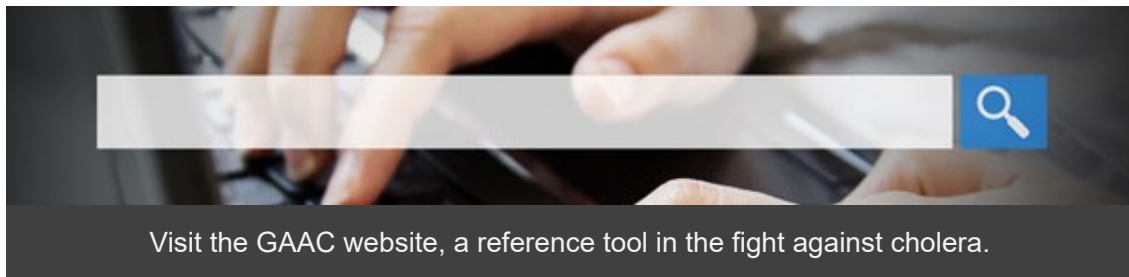 Visit the GAAC website, a reference tool in the fight against cholera.